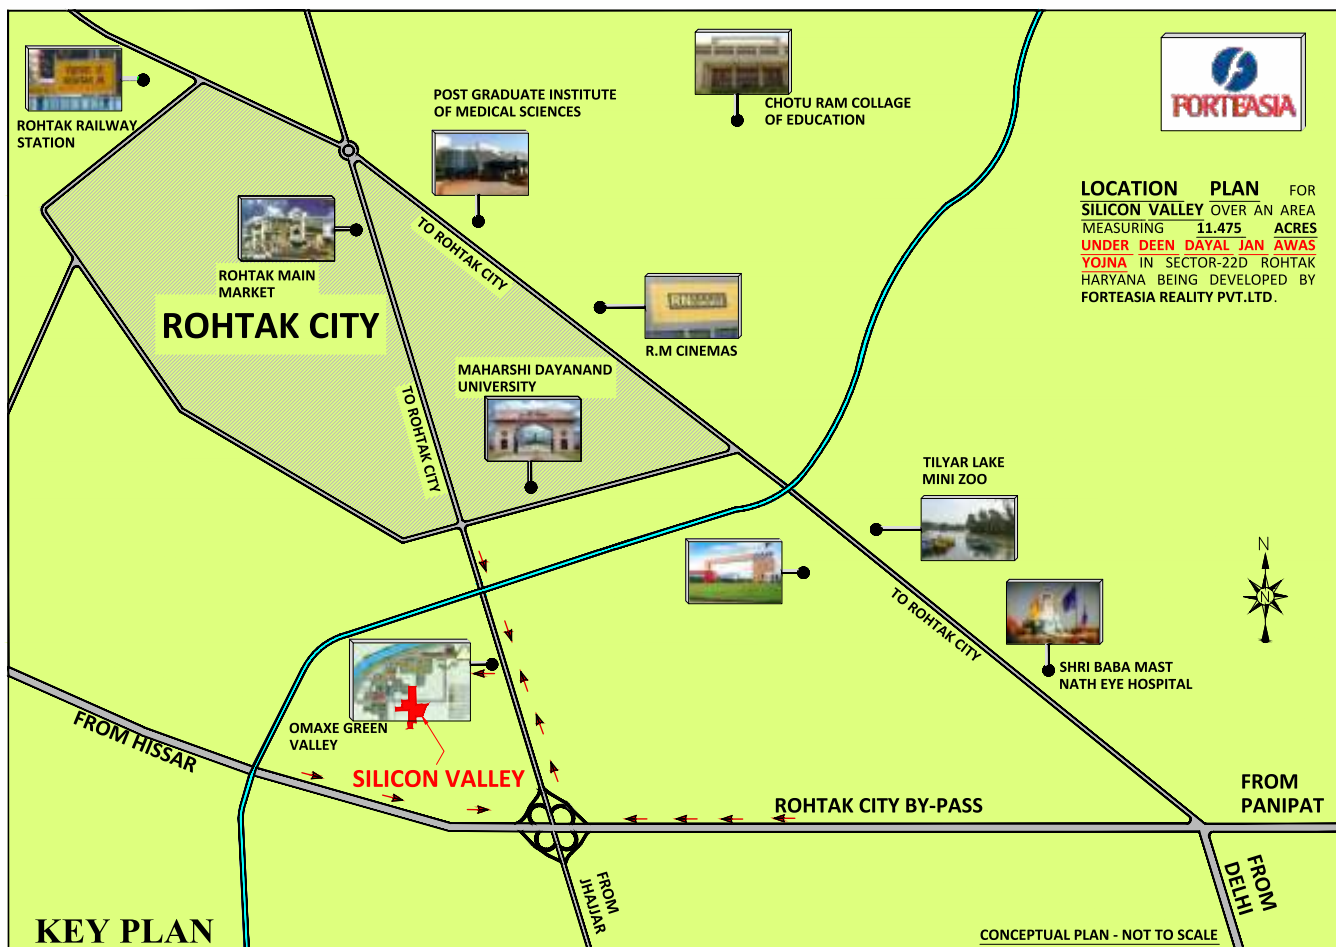 ROHTAK RAILWAY
STATION
POST GRADUATE INSTITUTE
OF MEDICAL SCIENCES
CHOTU RAM COLLAGE
OF EDUCATION
FORTEASIA
LOCATION PLAN FOR
SILICON VALLEY OVER AN AREA
MEASURING 11.475 ACRES
UNDER DEEN DAYAL JAN AWAS
YOJNA IN SECTOR-22D ROHTAK
HARYANA BEING DEVELOPED BY
FORTEASIA REALITY PVT.LTD.
TO ROHTAK CITY
ROHTAK MAIN
MARKET
ROHTAK CITY
R.M CINEMAS
MAHARSHI DAYANAND
UNIVERSITY
TO ROHTAK CITY
TILYAR LAKE
MINI ZOO
N
N
TO ROHTAK CITY
SHRI BABA MAST
NATH EYE HOSPITAL
OMAXE GREEN
VALLEY
FROM HISSAR
SILICON VALLEY
ROHTAK CITY BY-PASS
FROM
PANIPAT
FROM
JHAJJAR
FROM
DELHI
KEY PLAN
CONCEPTUAL PLAN - NOT TO SCALE